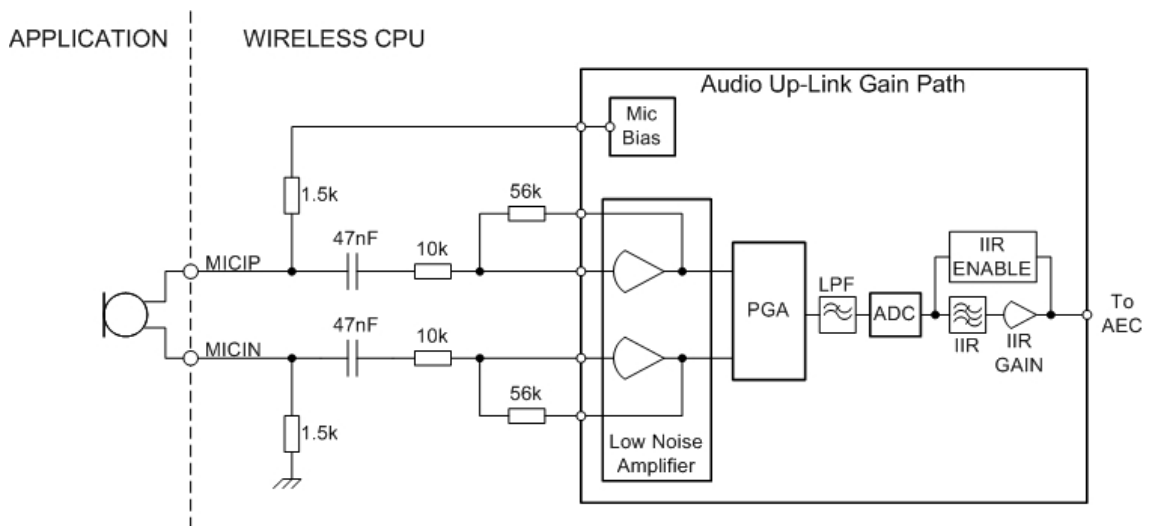 APPLICATION
WIRELESS CPU
Audio Up-Link Gain Path
Mic
Bias
1.5k
56k
47nF
10k
MICIP
IIR
ENABLE
LPF
PGA
ADC
To
AEC
47nF
10k
MICIN
IIR
IIR
GAIN
56k
1.5k
Low Noise
Amplifier